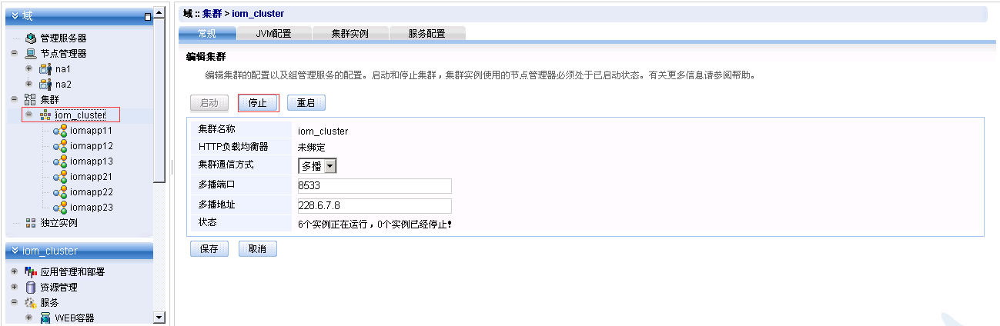 域
管理服务器
节点管理器
na1
na2
集群
iom_cluster
iomapp11
iomapp12
iomapp13
iomapp21
iomapp22
iomapp23
独立实例
iom_cluster
应用管理和部署
资源管理
服务
WEB容器
域 :: 集群 > iom_cluster
常规 JVM配置 集群实例 服务配置
编辑集群
编辑集群的配置以及组管理服务的配置。启动和停止集群，集群实例使用的节点管理器必须处于已启动状态。有关更多信息请参阅帮助。
启动 停止 重启
集群名称 iom_cluster
HTTP负载均衡器 未绑定
集群通信方式 多播
多播端口 8533
多播地址 228.6.7.8
状态 6个实例正在运行，0个实例已经停止!
保存 取消